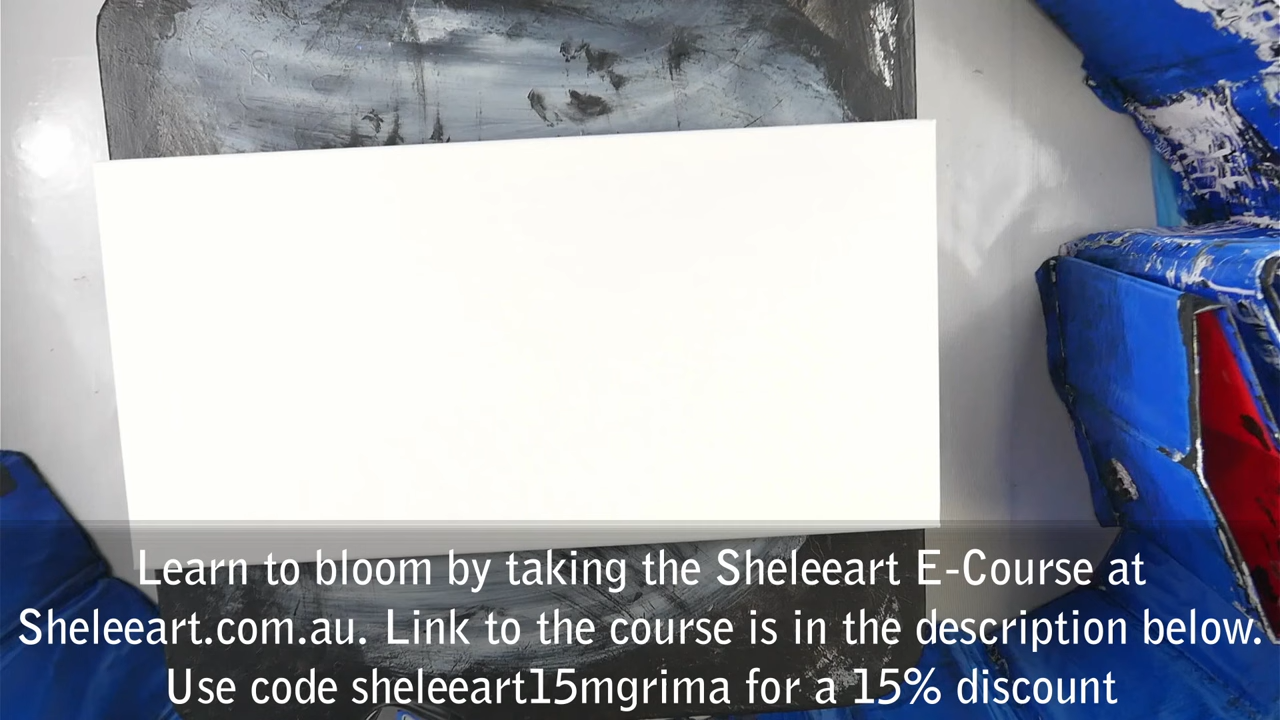 Learn to bloom by taking the Sheleeart E-Course at
Sheleeart.com.au. Link to the course is in the description below.
Use code sheleeart15mgrima for a 15% discount